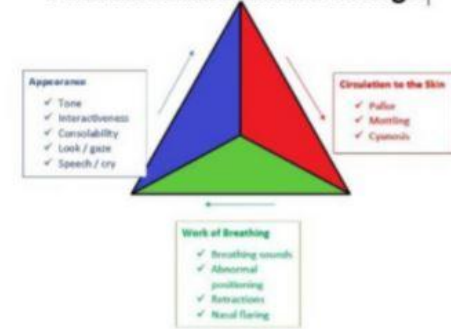 Appearance
✓ Tone
✓ Interactiveness
✓ Consolability
✓ Look / gaze
✓ Speech / cry
Circulation to the Skin
✓ Pallor
✓ Mottling
✓ Cyanosis
Work of Breathing
✓ Breathing sounds
✓ Abnormal
positioning
✓ Retractions
✓ Nasal flaring